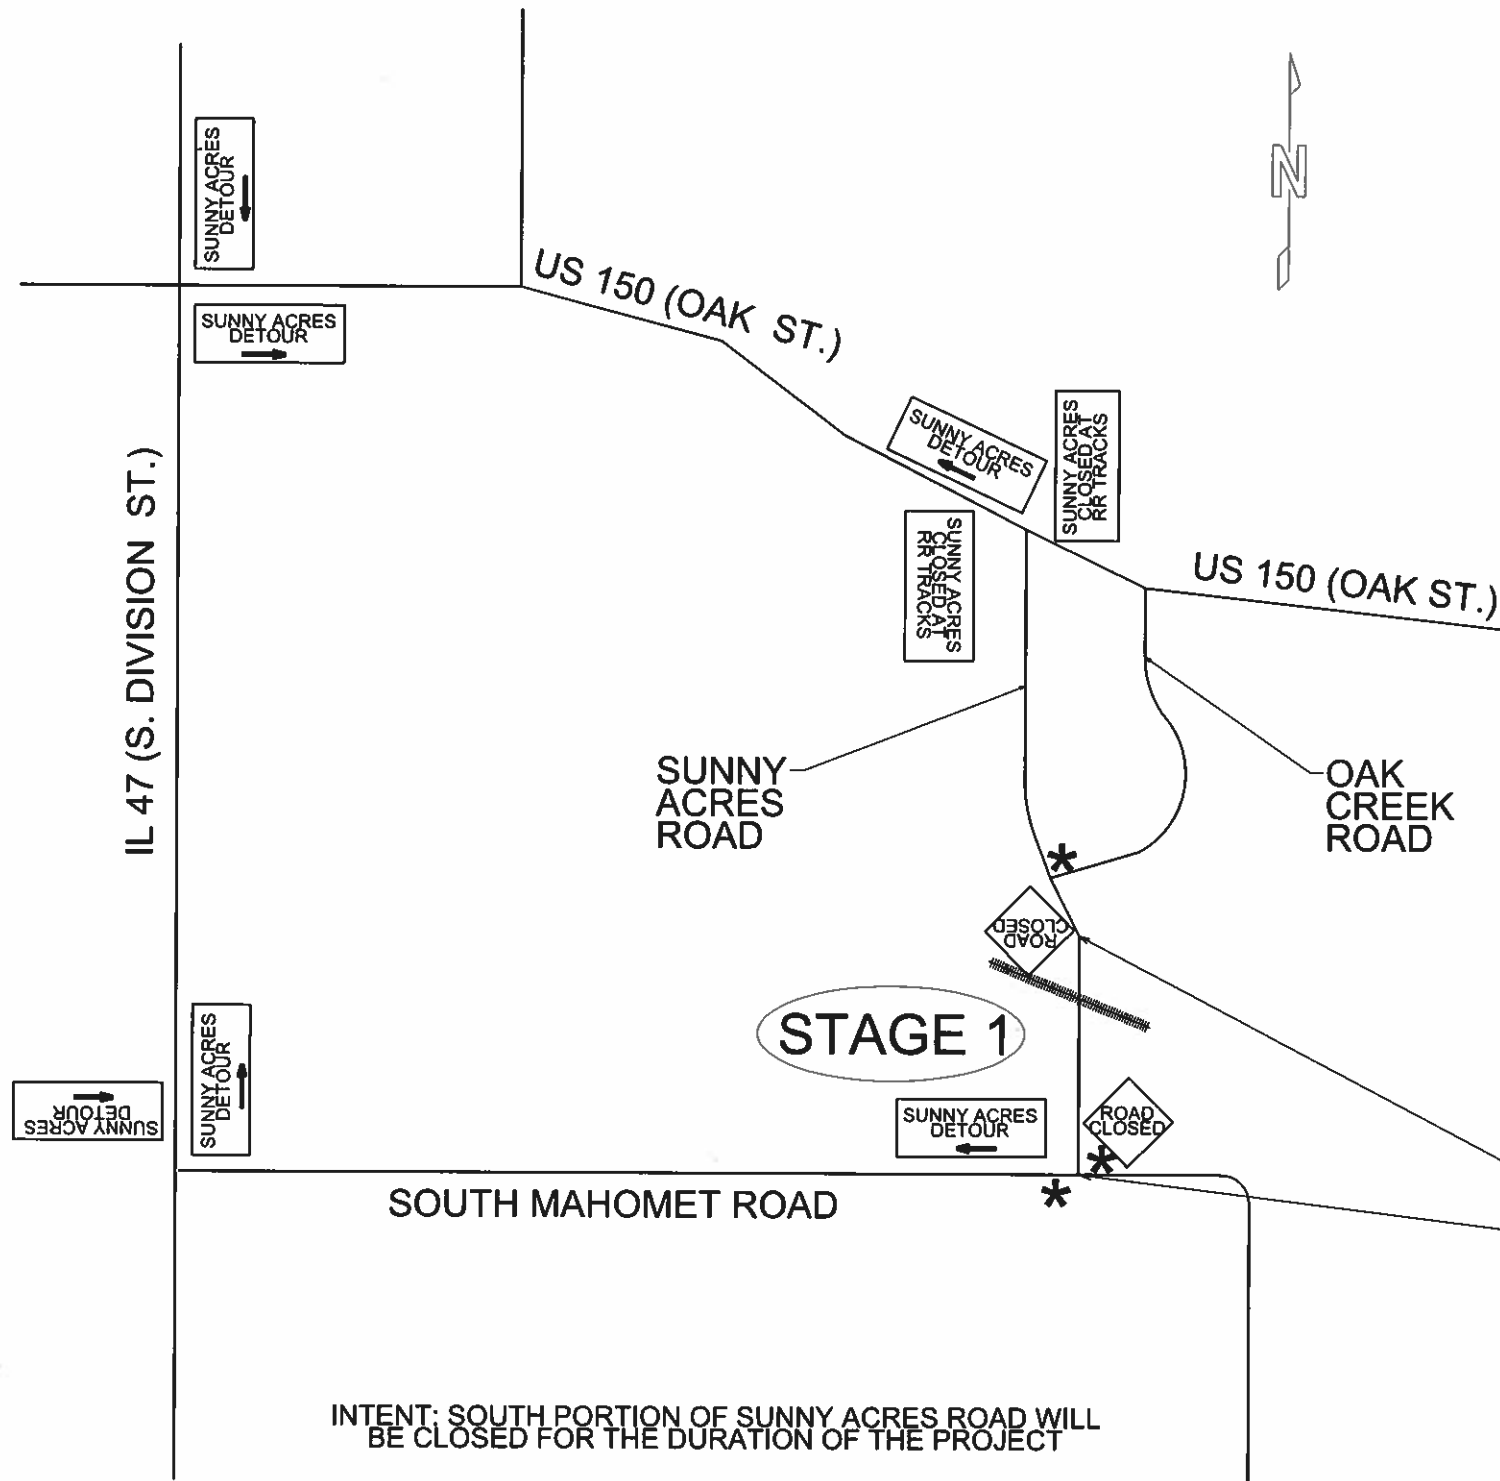 N
SUNNY ACRES
DETOUR
US 150 (OAK ST.)
SUNNY ACRES
DETOUR
SUNNY ACRES
DETOUR
SUNNY ACRES
CLOSED AT
RR TRACKS
SUNNY ACRES
CLOSED AT
RR TRACKS
US 150 (OAK ST.)
IL 47 (S. DIVISION ST.)
SUNNY
ACRES
ROAD
OAK
CREEK
ROAD
*
ROAD
CLOSED
STAGE 1
SUNNY ACRES
DETOUR
SUNNY ACRES
DETOUR
SUNNY ACRES
DETOUR
ROAD
CLOSED
*
*
SOUTH MAHOMET ROAD
INTENT: SOUTH PORTION OF SUNNY ACRES ROAD WILL
BE CLOSED FOR THE DURATION OF THE PROJECT